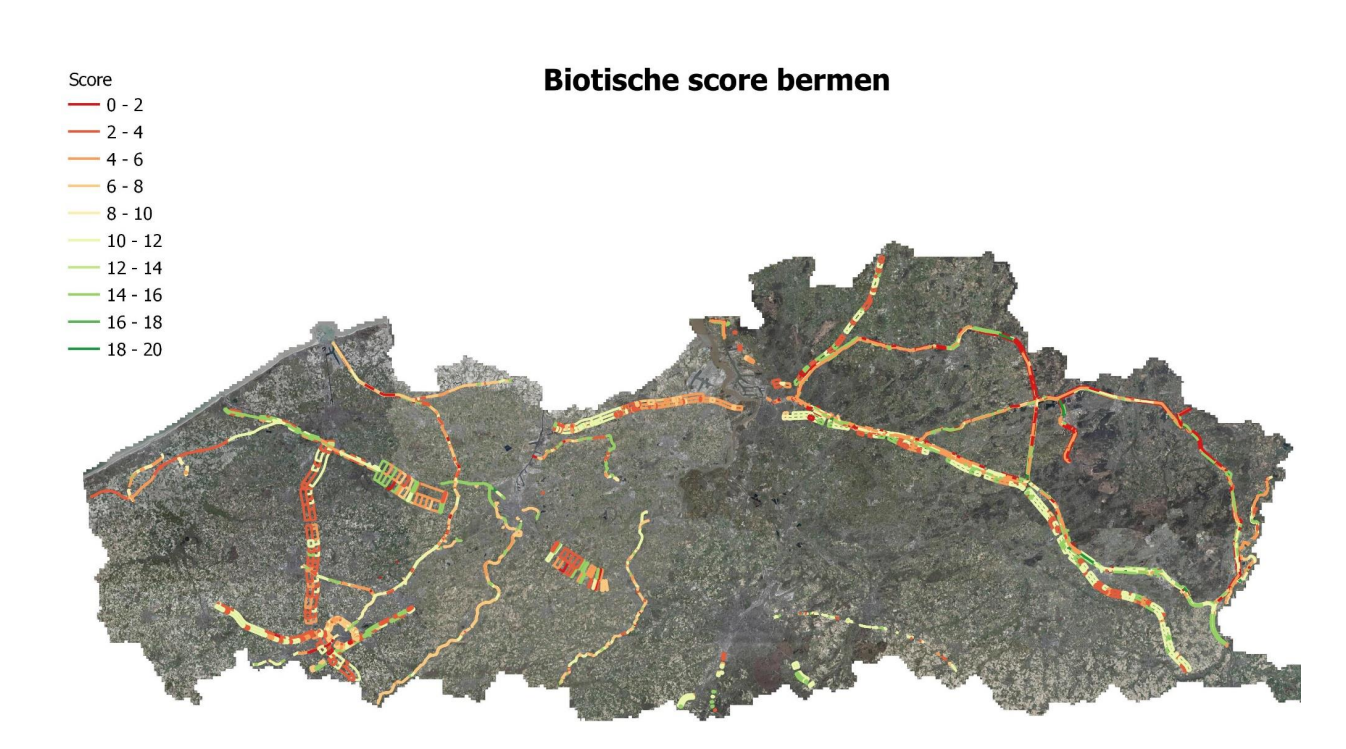 Biotische score bermen
Score
0 - 2
2 - 4
4 - 6
6 - 8
8 - 10
10 - 12
12 - 14
14 - 16
16 - 18
18 - 20